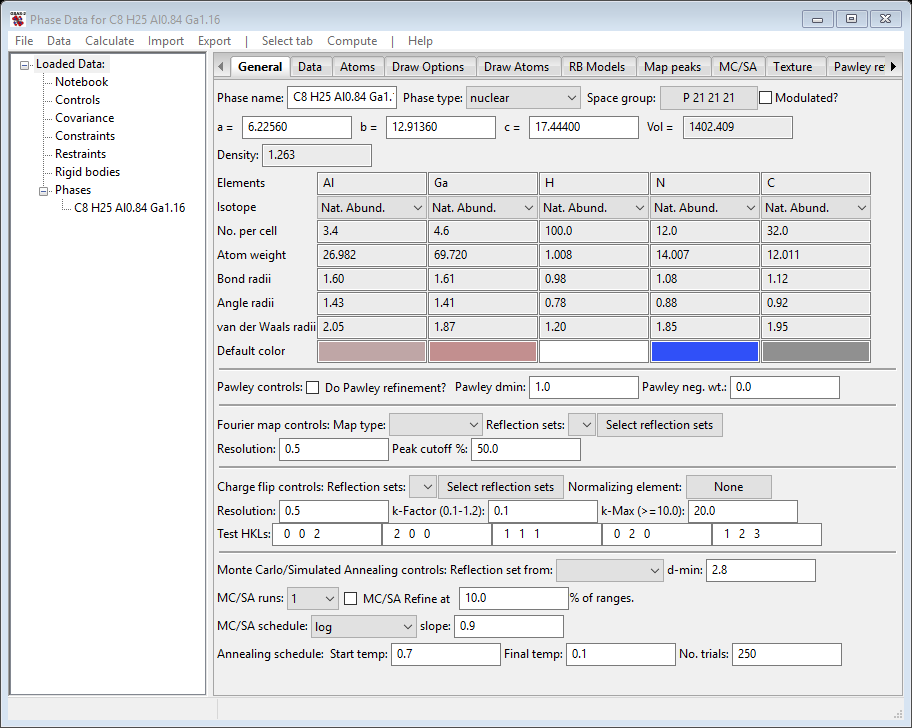 Phase Data for C8 H25 Al0.84 Ga1.16
File Data Calculate Import Export | Select tab Compute | Help
Loaded Data:
Notebook
Controls
Covariance
Constraints
Restraints
Rigid bodies
Phases
C8 H25 Al0.84 Ga1.16
General Data Atoms Draw Options Draw Atoms RB Models Map peaks MC/SA Texture Pawley re
Phase name: C8 H25 Al0.84 Ga1. Phase type: nuclear Space group: P 21 21 21 Modulated?
a = 6.22560 b = 12.91360 c = 17.44400 Vol = 1402.409
Density: 1.263
Elements Al Ga H N C
Isotope Nat. Abund. Nat. Abund. Nat. Abund. Nat. Abund. Nat. Abund.
No. per cell 3.4 4.6 100.0 12.0 32.0
Atom weight 26.982 69.720 1.008 14.007 12.011
Bond radii 1.60 1.61 0.98 1.08 1.12
Angle radii 1.43 1.41 0.78 0.88 0.92
van der Waals radii 2.05 1.87 1.20 1.85 1.95
Default color
Pawley controls: Do Pawley refinement? Pawley dmin: 1.0 Pawley neg. wt.: 0.0
Fourier map controls: Map type: Reflection sets: Select reflection sets
Resolution: 0.5 Peak cutoff %: 50.0
Charge flip controls: Reflection sets: Select reflection sets Normalizing element: None
Resolution: 0.5 k-Factor (0.1-1.2): 0.1 k-Max (>=10.0): 20.0
Test HKLs: 0 0 2 2 0 0 1 1 1 0 2 0 1 2 3
Monte Carlo/Simulated Annealing controls: Reflection set from: d-min: 2.8
MC/SA runs: 1 MC/SA Refine at 10.0 % of ranges.
MC/SA schedule: log slope: 0.9
Annealing schedule: Start temp: 0.7 Final temp: 0.1 No. trials: 250